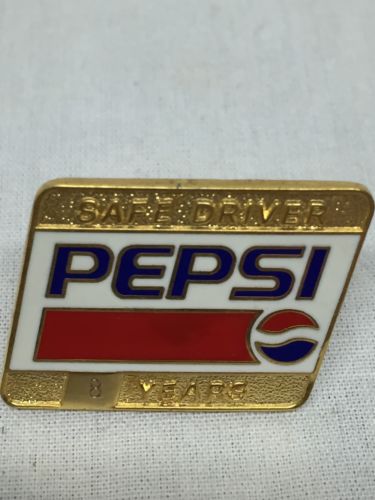 SAFE DRIVER
PEPSI
8 YEARS